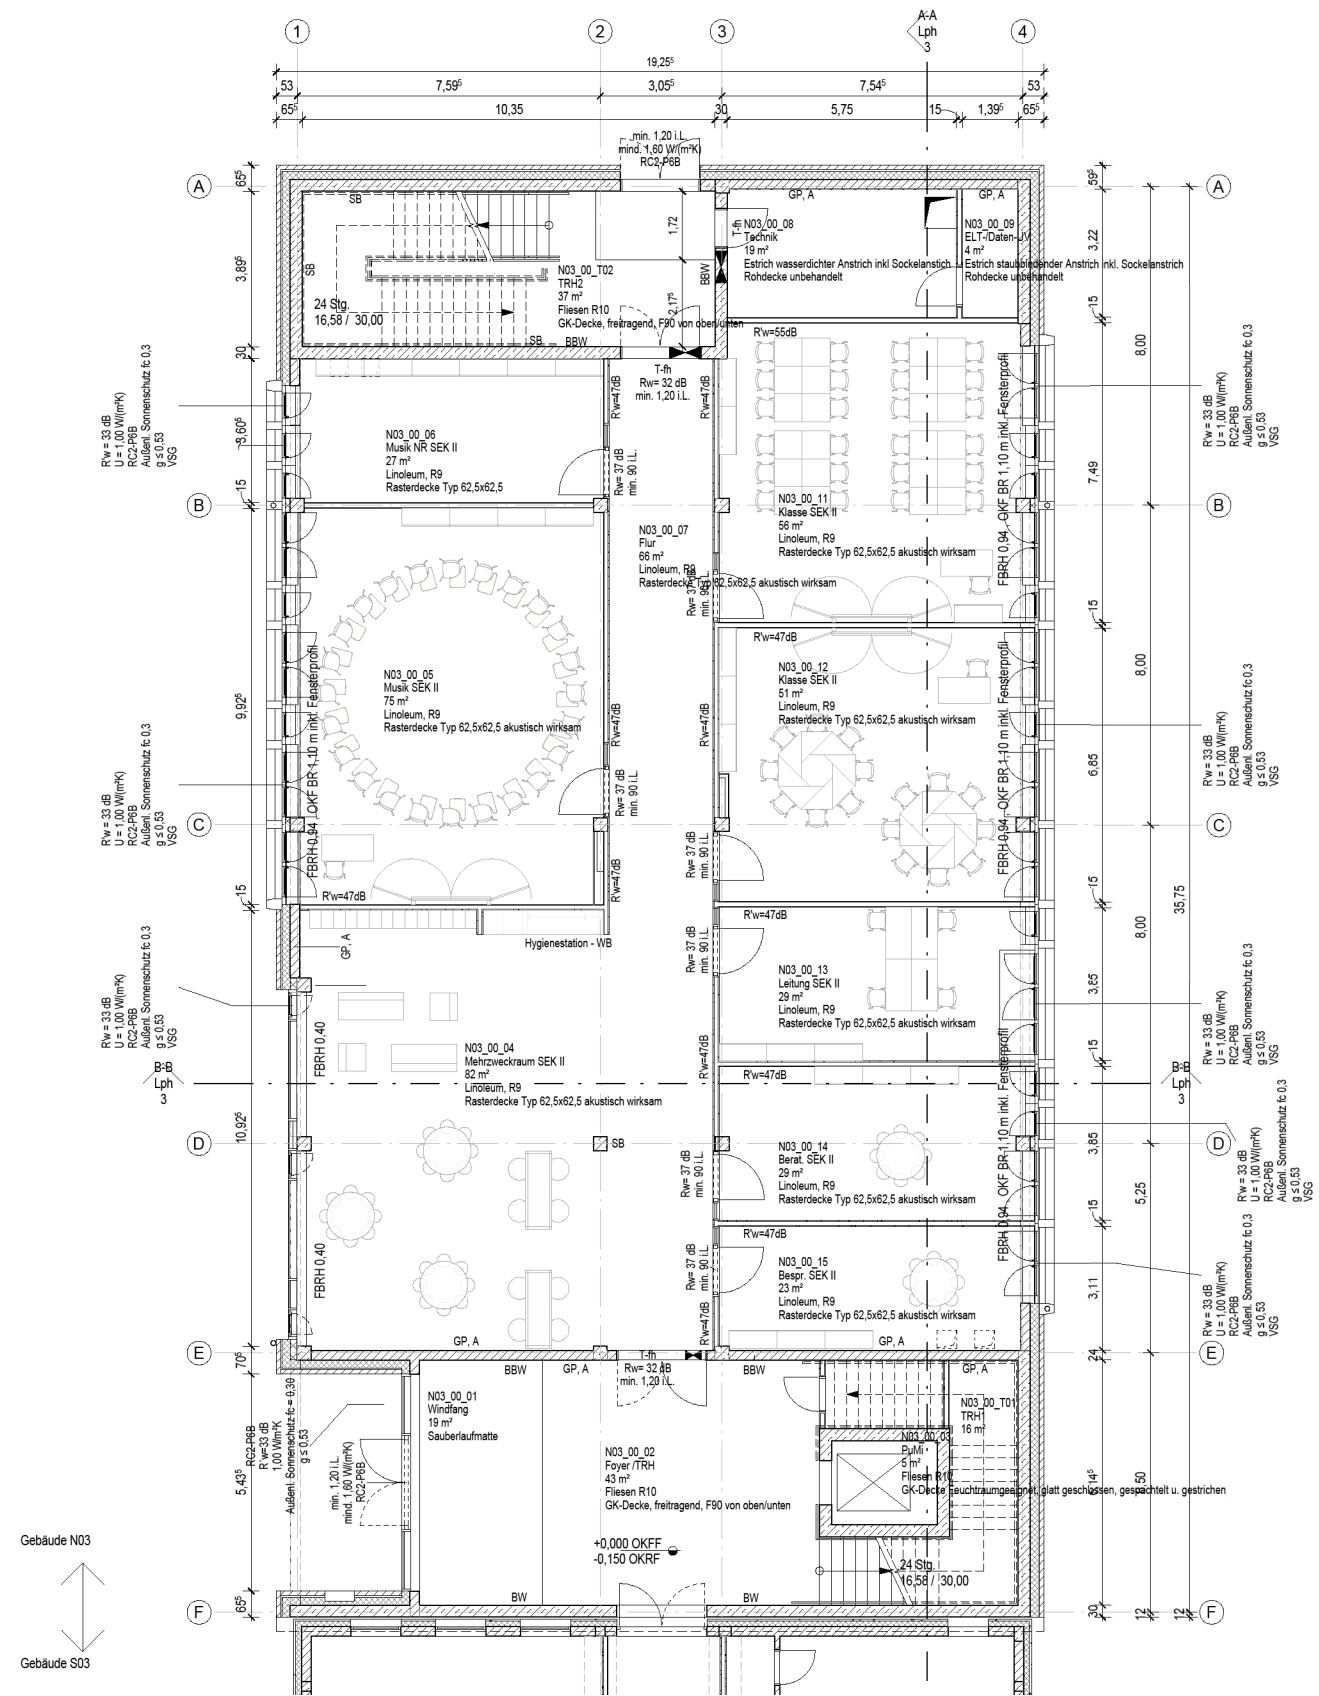 1
2
3
4
A-A
Lph
3
19,25⁵
53
7,59⁵
3,05⁵
7,54⁵
53
65⁵
10,35
30
5,75
15
1,39⁵
65⁵
min. 1,20 i.L.
mind. 1,60 W/(m²K)
RC2-P6B
A
A
65⁵
59⁵
SB
GP, A
GP, A
SB
1,72
T-fh
N03_00_08
Technik
19 m²
Estrich wasserdichter Anstrich inkl Sockelanstrich
Rohdecke unbehandelt
N03_00_09
ELT-/Daten-UV
4 m²
Estrich staubbindender Anstrich inkl. Sockelanstrich
Rohdecke unbehandelt
3,22
3,89⁵
N03_00_T02
TRH2
37 m²
Fliesen R10
GK-Decke, freitragend, F90 von oben/unten
24 Stg.
16,58 / 30,00
2,17⁵
BBW
SB
BBW
15
8,00
30
T-fh
Rw= 32 dB
min. 1,20 i.L.
R'w=55dB
R'w=47dB
R'w=47dB
R'w = 33 dB
U = 1,00 W/(m²K)
RC2-P6B
Außenl. Sonnenschutz fc 0,3
g ≤ 0,53
VSG
R'w = 33 dB
U = 1,00 W/(m²K)
RC2-P6B
Außenl. Sonnenschutz fc 0,3
g ≤ 0,53
VSG
3,60⁵
N03_00_06
Musik NR SEK II
27 m²
Linoleum, R9
Rasterdecke Typ 62,5x62,5
Rw= 37 dB
min. 90 i.L.
7,49
15
B
B
N03_00_07
Flur
66 m²
Linoleum, R9
Rasterdecke Typ 62,5x62,5 akustisch wirksam
N03_00_11
Klasse SEK II
56 m²
Linoleum, R9
Rasterdecke Typ 62,5x62,5 akustisch wirksam
FBRH 0,94 , OKF BR 1,10 m inkl. Fensterprofil
Rw= 37 dB
min. 90 i.L.
15
R'w=47dB
N03_00_05
Musik SEK II
75 m²
Linoleum, R9
Rasterdecke Typ 62,5x62,5 akustisch wirksam
FBRH 0,94 , OKF BR 1,10 m inkl. Fensterprofil
N03_00_12
Klasse SEK II
51 m²
Linoleum, R9
Rasterdecke Typ 62,5x62,5 akustisch wirksam
FBRH 0,94 , OKF BR 1,10 m inkl. Fensterprofil
8,00
9,92⁵
R'w=47dB
R'w=47dB
R'w = 33 dB
U = 1,00 W/(m²K)
RC2-P6B
Außenl. Sonnenschutz fc 0,3
g ≤ 0,53
VSG
R'w = 33 dB
U = 1,00 W/(m²K)
RC2-P6B
Außenl. Sonnenschutz fc 0,3
g ≤ 0,53
VSG
6,85
Rw= 37 dB
min. 90 i.L.
C
C
Rw= 37 dB
min. 90 i.L.
15
R'w=47dB
R'w=47dB
15
35,75
R'w=47dB
Hygienestation - WB
GP, A
Rw= 37 dB
min. 90 i.L.
8,00
R'w = 33 dB
U = 1,00 W/(m²K)
RC2-P6B
Außenl. Sonnenschutz fc 0,3
g ≤ 0,53
VSG
N03_00_13
Leitung SEK II
29 m²
Linoleum, R9
Rasterdecke Typ 62,5x62,5 akustisch wirksam
3,85
R'w = 33 dB
U = 1,00 W/(m²K)
RC2-P6B
Außenl. Sonnenschutz fc 0,3
g ≤ 0,53
VSG
FBRH 0,40
N03_00_04
Mehrzweckraum SEK II
82 m²
Linoleum, R9
Rasterdecke Typ 62,5x62,5 akustisch wirksam
R'w=47dB
15
B-B
Lph
3
R'w=47dB
B-B
Lph
3
FBRH 0,94 , OKF BR 1,10 m inkl. Fensterprofil
10,92⁵
D
D
SB
N03_00_14
Berat. SEK II
29 m²
Linoleum, R9
Rasterdecke Typ 62,5x62,5 akustisch wirksam
3,85
R'w = 33 dB
U = 1,00 W/(m²K)
RC2-P6B
Außenl. Sonnenschutz fc 0,3
g ≤ 0,53
VSG
Rw= 37 dB
min. 90 i.L.
5,25
15
R'w=47dB
FBRH 0,40
Rw= 37 dB
min. 90 i.L.
N03_00_15
Bespr. SEK II
23 m²
Linoleum, R9
Rasterdecke Typ 62,5x62,5 akustisch wirksam
3,11
R'w = 33 dB
U = 1,00 W/(m²K)
RC2-P6B
Außenl. Sonnenschutz fc 0,3
g ≤ 0,53
VSG
R'w=47dB
GP, A
GP, A
E
E
70⁵
24
BBW
GP, A
T-fh
Rw= 32 dB
min. 1,20 i.L.
BBW
GP, A
N03_00_01
Windfang
19 m²
Sauberlaufmatte
N03_00_T01
TRH1
16 m²
N03_00_02
Foyer /TRH
43 m²
Fliesen R10
GK-Decke, freitragend, F90 von oben/unten
N03_00_03
PuMi
5 m²
Fliesen R10
GK-Decke Feuchtraumgeeignet, glatt geschlossen, gespachtelt u. gestrichen
5,43⁵
RC2-P6B
R'w=33 dB
1,00 W/m²K
Außenl. Sonnenschutz fc = 0,30
g ≤ 0,53
min. 1,20 i.L.
mind. 1,60 W/(m²K)
RC2-P6B
+0,000 OKFF
-0,150 OKRF
24 Stg.
16,58 / 30,00
Gebäude N03
BW
BW
65⁵
30
12
12
F
F
Gebäude S03